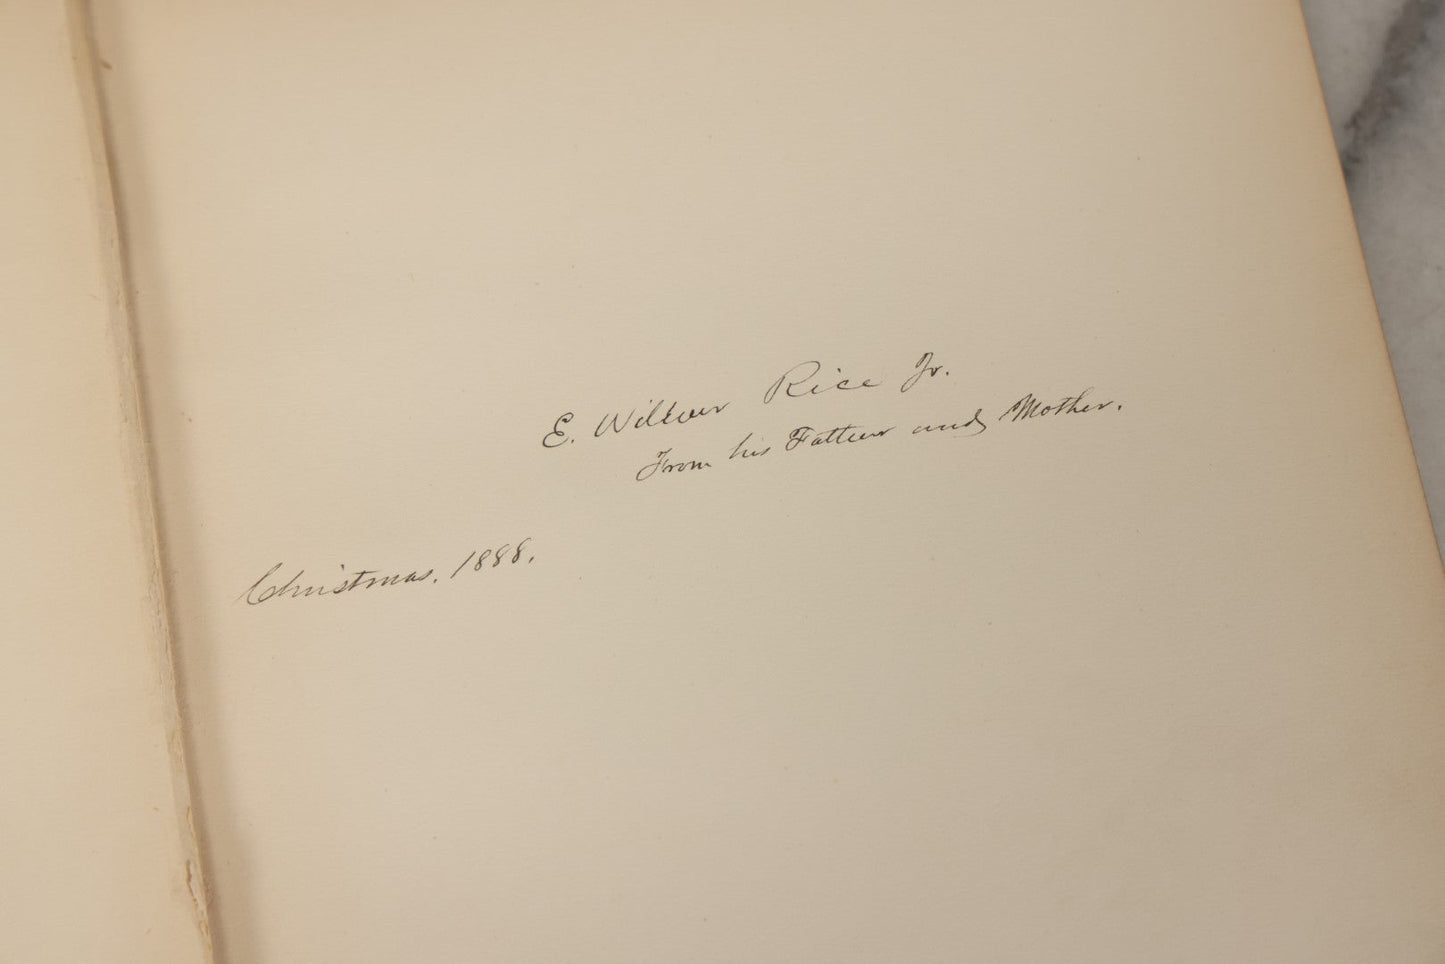 E. Wilbur Rice Jr.
From his Father and Mother.
Christmas, 1888.